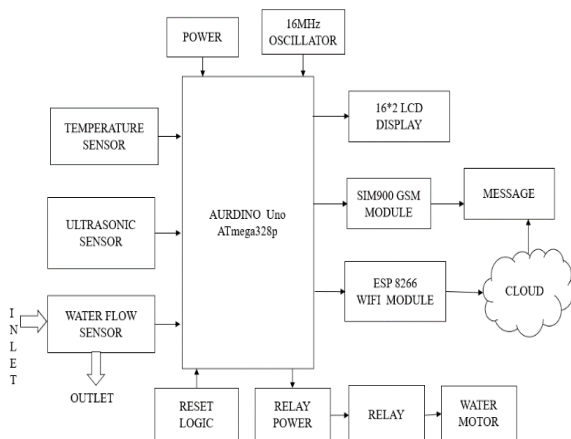 POWER
16MHz
OSCILLATOR
TEMPERATURE
SENSOR
16*2 LCD
DISPLAY
AURDINO Uno
ATmega328p
SIM900 GSM
MODULE
MESSAGE
ULTRASONIC
SENSOR
ESP 8266
WIFI MODULE
CLOUD
INLET
WATER FLOW
SENSOR
OUTLET
RESET
LOGIC
RELAY
POWER
RELAY
WATER
MOTOR